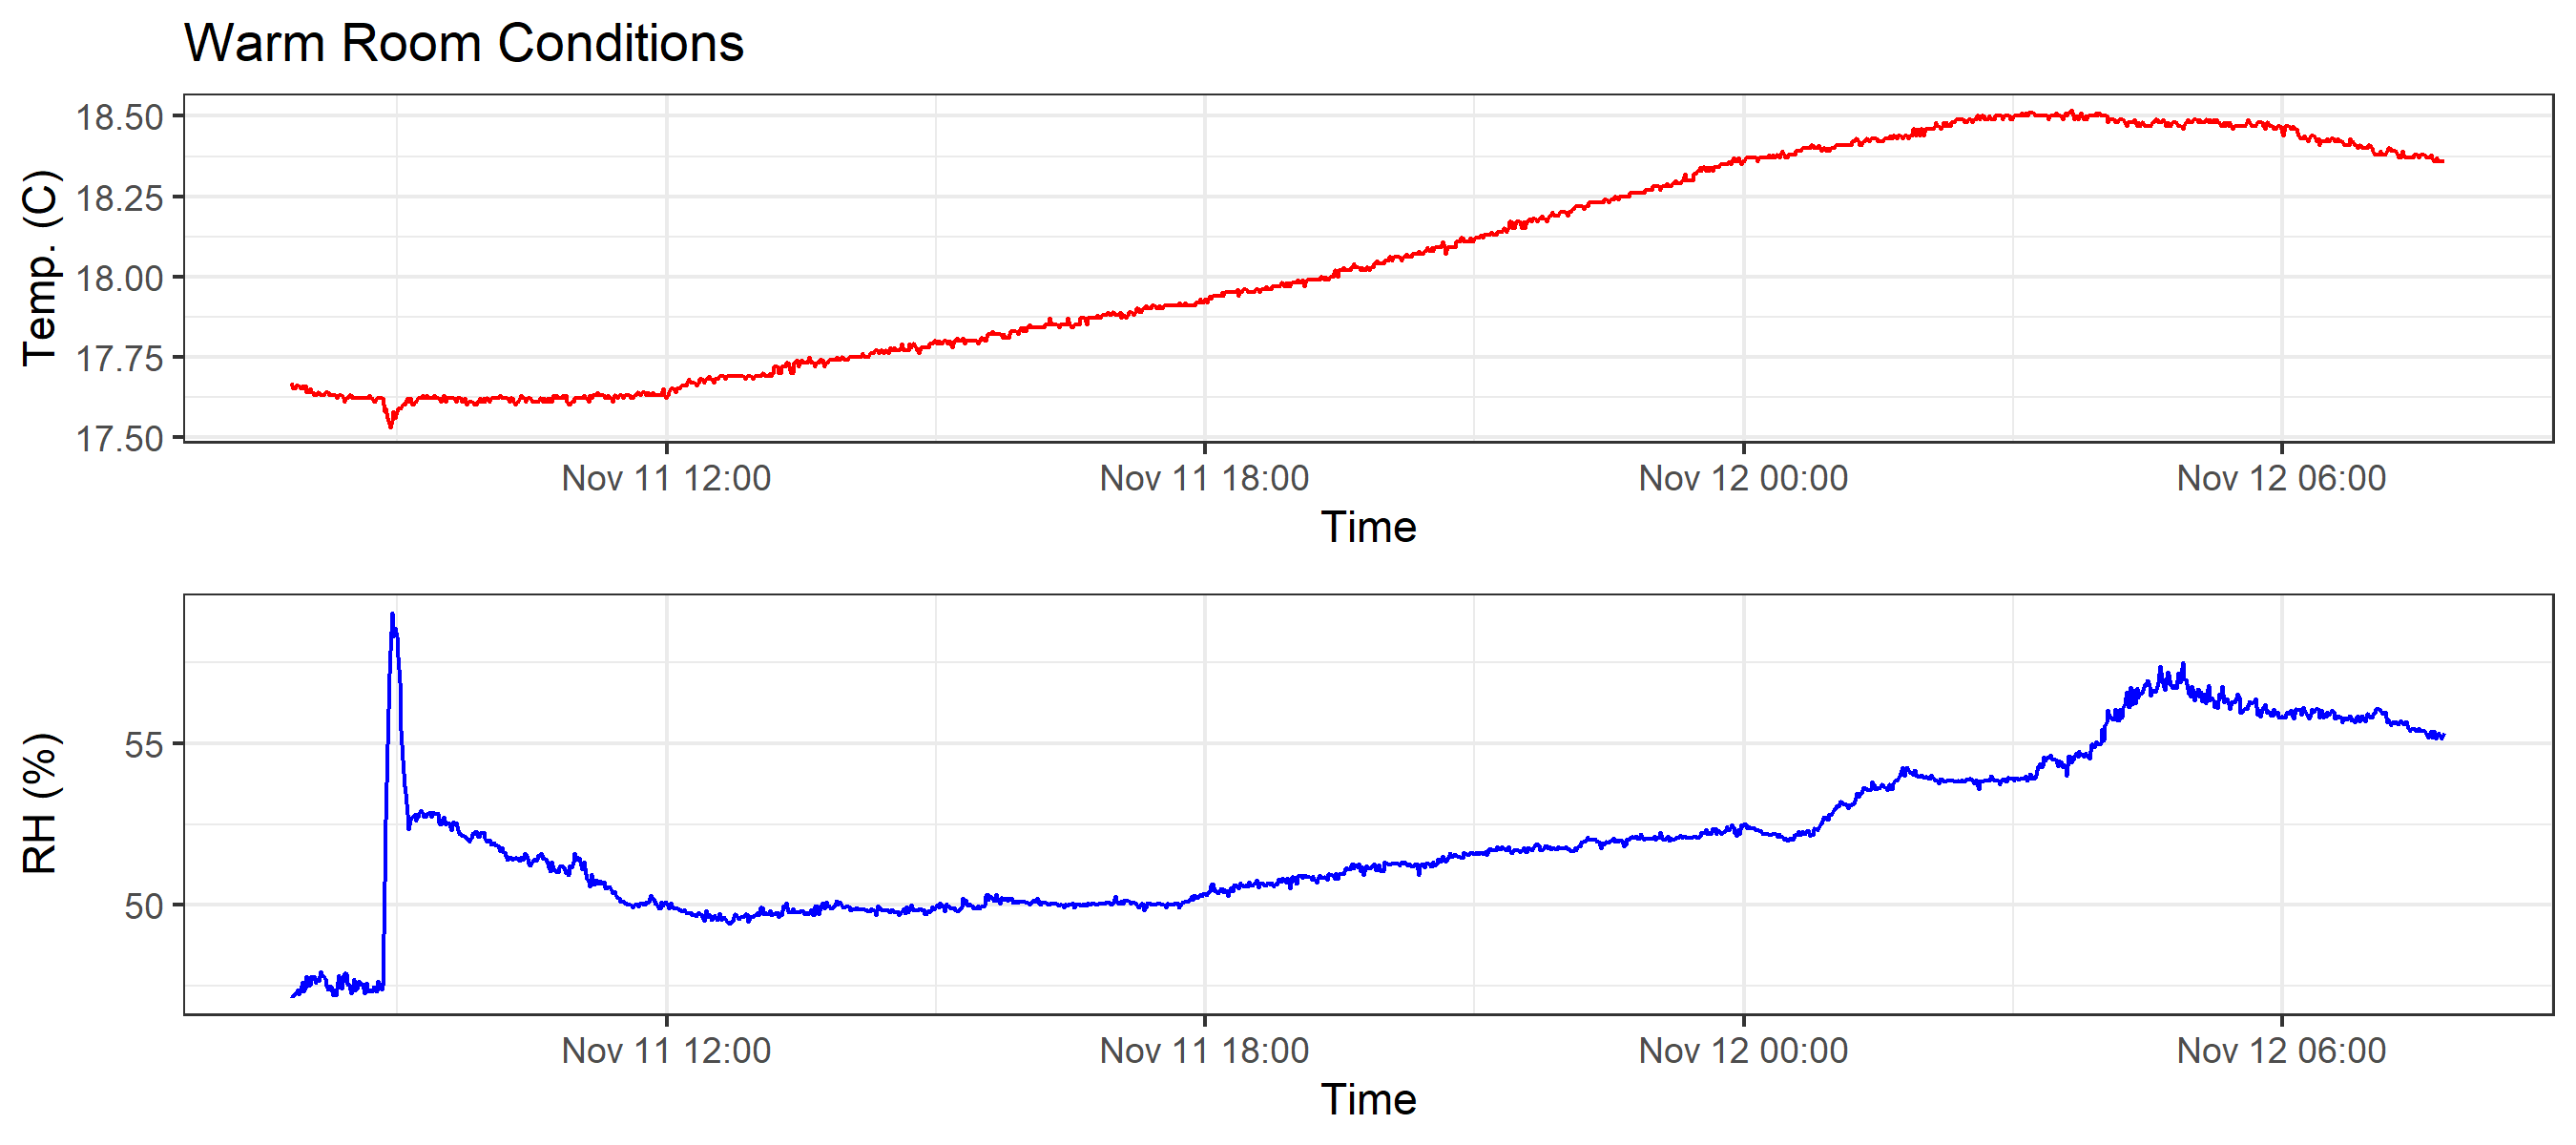 Warm Room Conditions
Temp. (C)
18.50
18.25
18.00
17.75
17.50
Nov 11 12:00 Nov 11 18:00 Nov 12 00:00 Nov 12 06:00
Time
RH (%)
55
50
Nov 11 12:00 Nov 11 18:00 Nov 12 00:00 Nov 12 06:00
Time